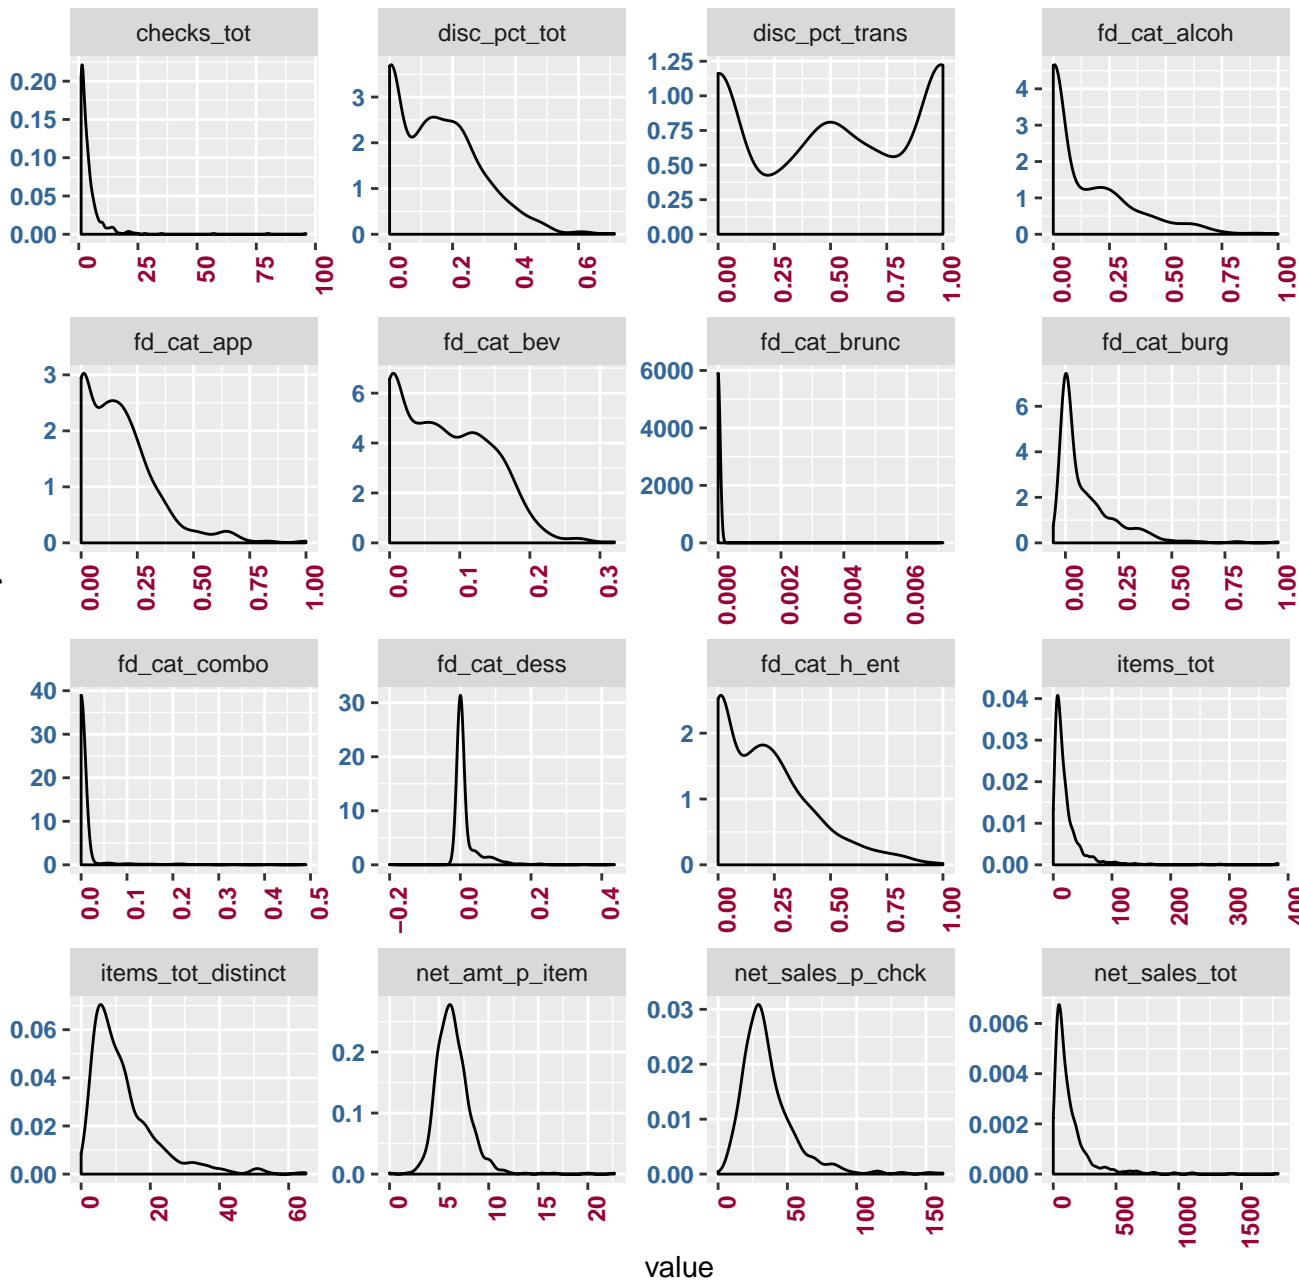 checks_tot disc_pct_tot disc_pct_trans fd_cat_alcoh
0.20 0.15 0.10 0.05 0.00
3 2 1 0
1.25 1.00 0.75 0.50 0.25 0.00
4 3 2 1 0
0 25 50 75 100
0.0 0.2 0.4 0.6
0.00 0.25 0.50 0.75 1.00
0.00 0.25 0.50 0.75 1.00
fd_cat_app fd_cat_bev fd_cat_brunc fd_cat_burg
3 2 1 0
6 4 2 0
6000 4000 2000 0
6 4 2 0
0.00 0.25 0.50 0.75 1.00
0.0 0.1 0.2 0.3
0.000 0.002 0.004 0.006
0.00 0.25 0.50 0.75 1.00
fd_cat_combo fd_cat_dess fd_cat_h_ent items_tot
40 30 20 10 0
30 20 10 0
2 1 0
0.04 0.03 0.02 0.01 0.00
0.0 0.1 0.2 0.3 0.4 0.5
−0.2 0.0 0.2 0.4
0.00 0.25 0.50 0.75 1.00
0 100 200 300 400
items_tot_distinct net_amt_p_item net_sales_p_chck net_sales_tot
0.06 0.04 0.02 0.00
0.2 0.1 0.0
0.03 0.02 0.01 0.00
0.006 0.004 0.002 0.000
0 20 40 60
0 5 10 15 20
0 50 100 150
0 500 1000 1500
value